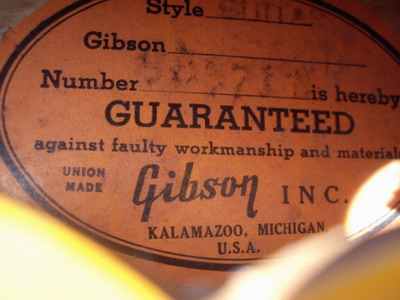 Style
Gibson
Number is hereby
GUARANTEED
against faulty workmanship and material
UNION MADE Gibson INC.
KALAMAZOO, MICHIGAN,
U.S.A.